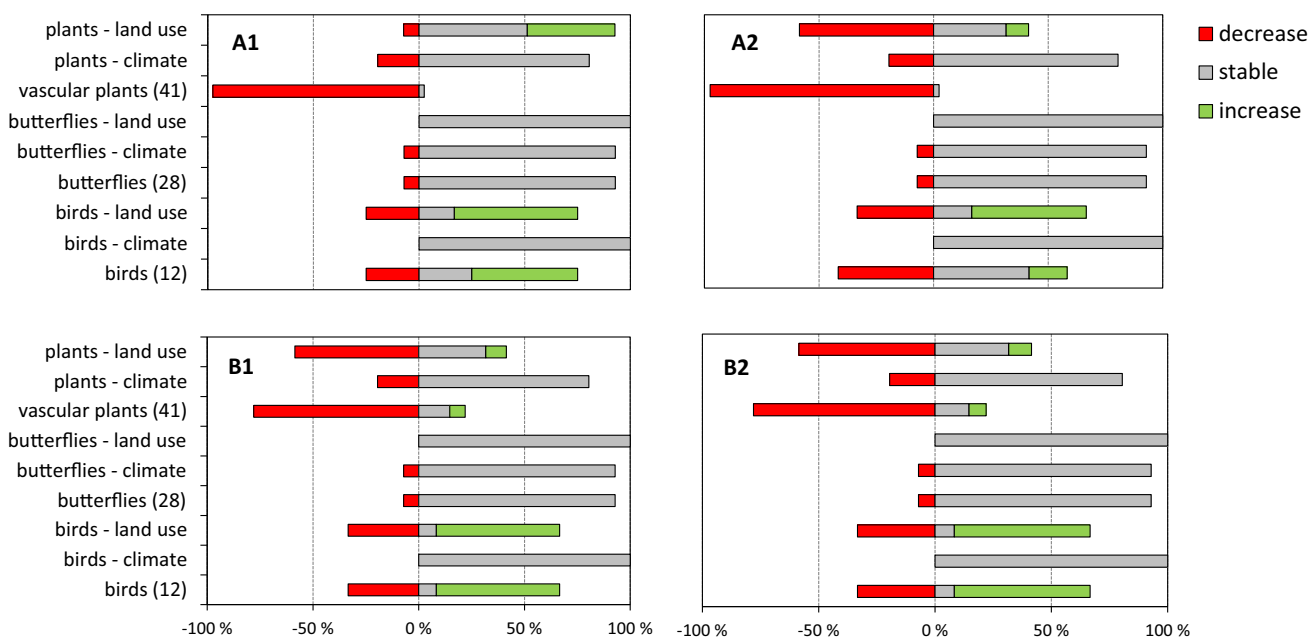 A1
A2
plants - land use
plants - climate
vascular plants (41)
butterflies - land use
butterflies - climate
butterflies (28)
birds - land use
birds - climate
birds (12)
decrease
stable
increase
B1
B2
plants - land use
plants - climate
vascular plants (41)
butterflies - land use
butterflies - climate
butterflies (28)
birds - land use
birds - climate
birds (12)
-100 % -50 % 0 % 50 % 100 %
-100 % -50 % 0 % 50 % 100 %